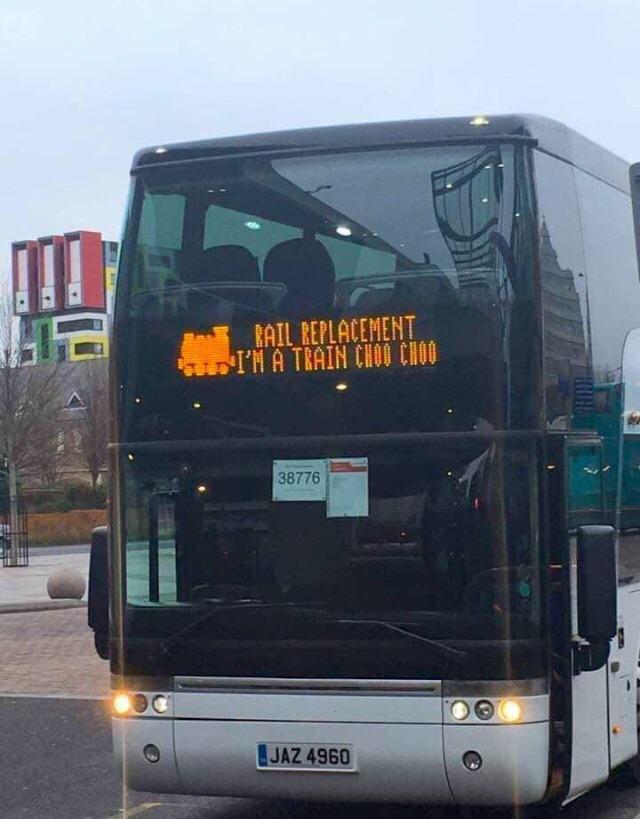 RAIL REPLACEMENT
I'M A TRAIN CHOO CHOO
38776
JAZ 4960